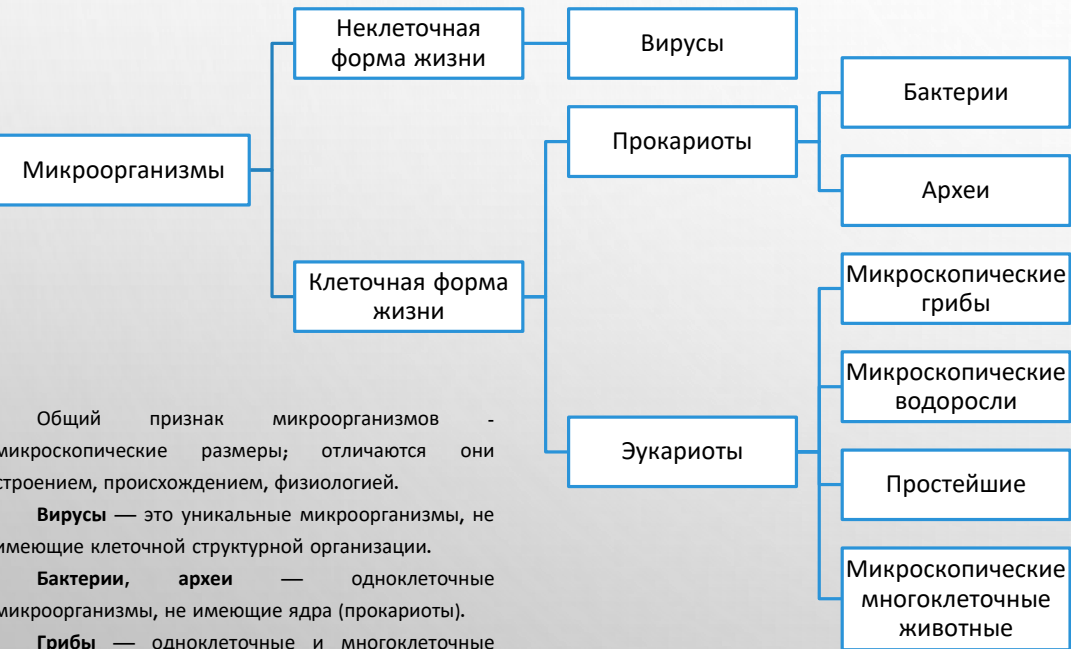 Неклеточная
форма жизни
Вирусы
Бактерии
Прокариоты
Микроорганизмы
Археи
Клеточная форма
жизни
Микроскопические
грибы
Микроскопические
водоросли
Эукариоты
Простейшие
Микроскопические
многоклеточные
животные
Общий признак микроорганизмов -
микроскопические размеры; отличаются они
строением, происхождением, физиологией.
Вирусы — это уникальные микроорганизмы, не
имеющие клеточной структурной организации.
Бактерии, археи — одноклеточные
микроорганизмы, не имеющие ядра (прокариоты).
Грибы — одноклеточные и многоклеточные